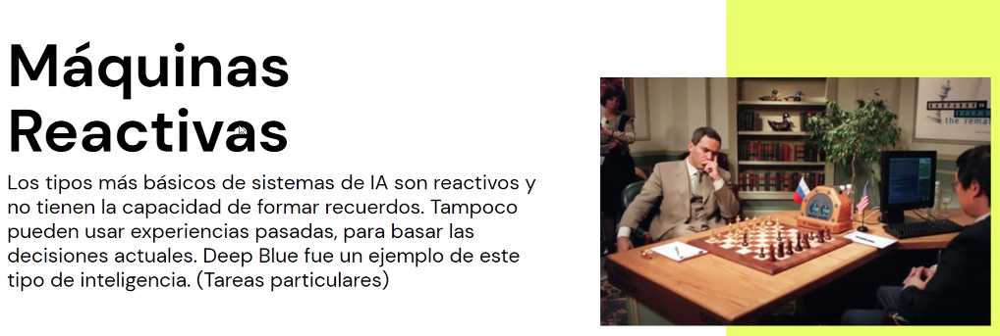 Máquinas
Reactivas
Los tipos más básicos de sistemas de IA son reactivos y
no tienen la capacidad de formar recuerdos. Tampoco
pueden usar experiencias pasadas, para basar las
decisiones actuales. Deep Blue fue un ejemplo de este
tipo de inteligencia. (Tareas particulares)
the rema